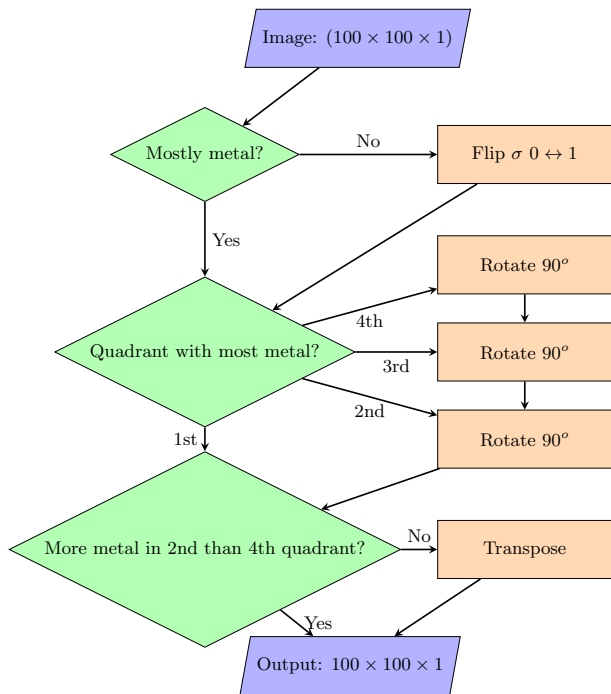 Image: (100 × 100 × 1)
Mostly metal?
No
Flip σ 0 ↔ 1
Yes
Rotate 90°
4th
Quadrant with most metal?
3rd
Rotate 90°
2nd
Rotate 90°
1st
More metal in 2nd than 4th quadrant?
No
Transpose
Yes
Output: 100 × 100 × 1